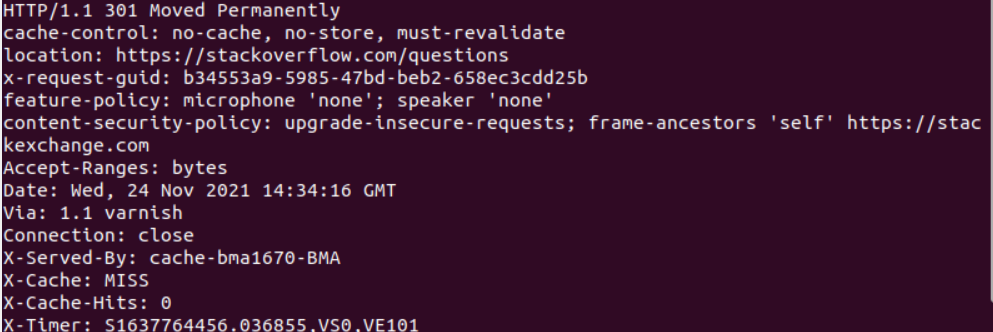 HTTP/1.1 301 Moved Permanently
cache-control: no-cache, no-store, must-revalidate
location: https://stackoverflow.com/questions
x-request-guid: b34553a9-5985-47bd-beb2-658ec3cdd25b
feature-policy: microphone 'none'; speaker 'none'
content-security-policy: upgrade-insecure-requests; frame-ancestors 'self' https://stac
kexchange.com
Accept-Ranges: bytes
Date: Wed, 24 Nov 2021 14:34:16 GMT
Via: 1.1 varnish
Connection: close
X-Served-By: cache-bma1670-BMA
X-Cache: MISS
X-Cache-Hits: 0
X-Timer: S1637764456.036855,VS0,VE101